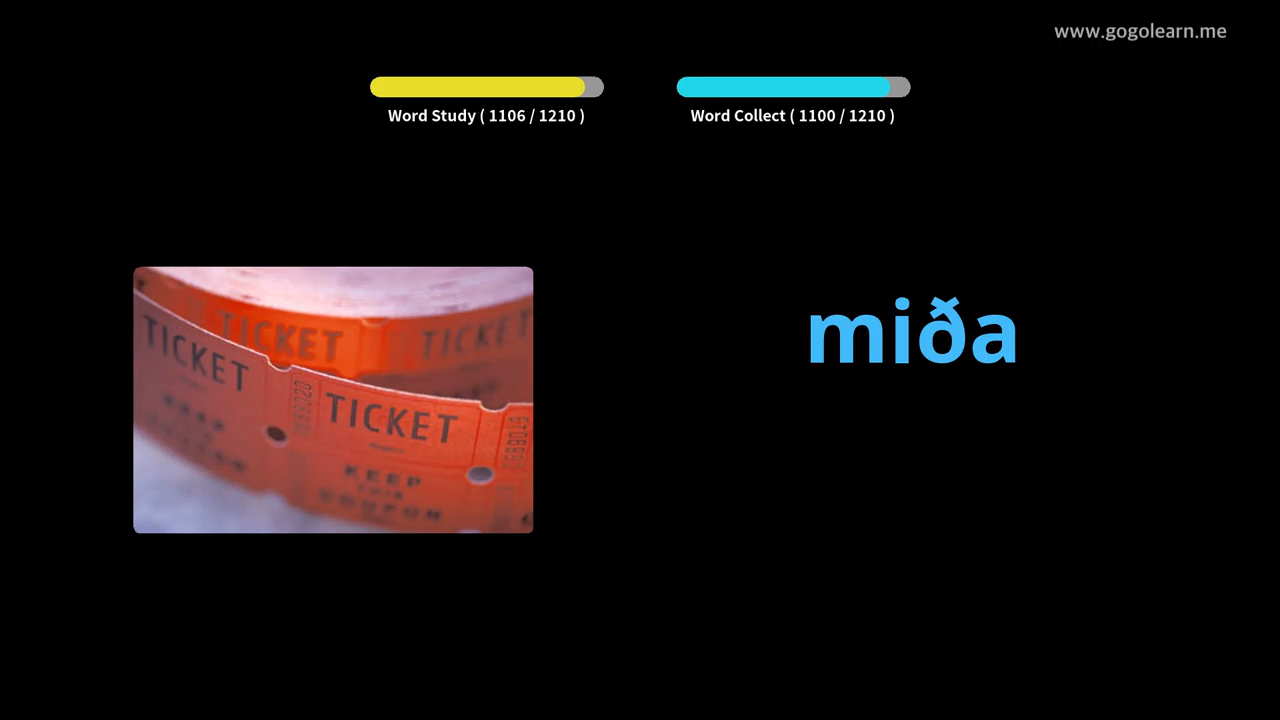 www.gogolearn.me
Word Study ( 1106 / 1210 )
Word Collect ( 1100 / 1210 )
miða
TICKET
TICKET
TICKET
TICKET
KEEP